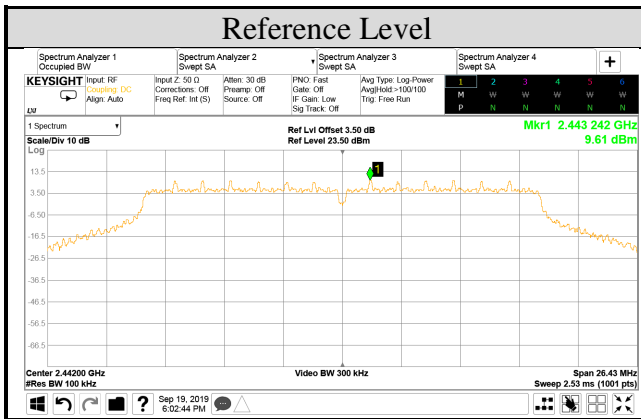 Reference Level
Spectrum Analyzer 1
Occupied BW
Spectrum Analyzer 2
Swept SA
Spectrum Analyzer 3
Swept SA
Spectrum Analyzer 4
Swept SA
KEYSIGHT
Input: RF
Coupling: DC
Align: Auto
Input Z: 50 Ω
Corrections: Off
Freq Ref: Int (S)
Atten: 30 dB
Preamp: Off
Source: Off
PNO: Fast
Gate: Off
IF Gain: Low
Sig Track: Off
Avg Type: Log-Power
Avg|Hold:>100/100
Trig: Free Run
1 2 3 4 5 6
M W W W W W
P N N N N N
1 Spectrum
Scale/Div 10 dB
Log
Ref Lvl Offset 3.50 dB
Ref Level 23.50 dBm
Mkr1 2.443 242 GHz
9.61 dBm
1
13.5
3.50
-6.50
-16.5
-26.5
-36.5
-46.5
-56.5
-66.5
Center 2.44200 GHz
#Res BW 100 kHz
Video BW 300 kHz
Span 26.43 MHz
Sweep 2.53 ms (1001 pts)
Sep 19, 2019
6:02:44 PM